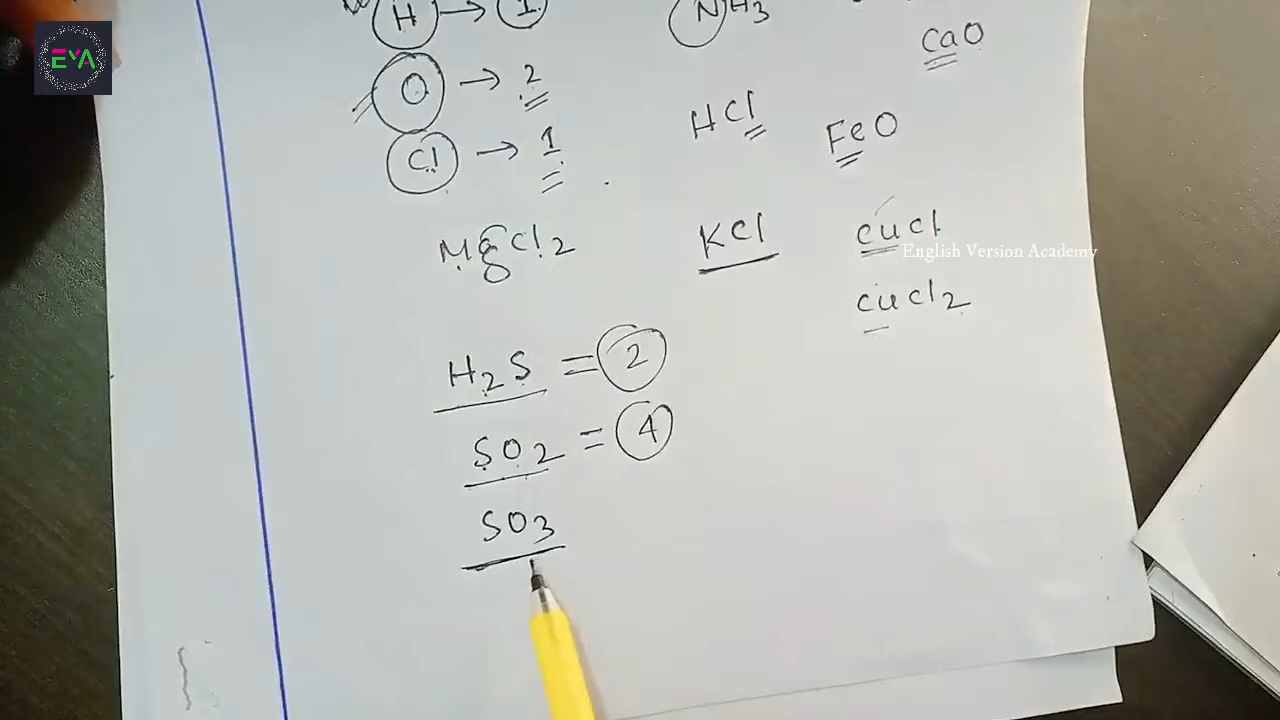 EVA
H → 1
NH3
CaO
O → 2
HCl
FeO
Cl → 1
MgCl2
KCl
CuCl
English Version Academy
CuCl2
H2S = 2
SO2 = 4
SO3